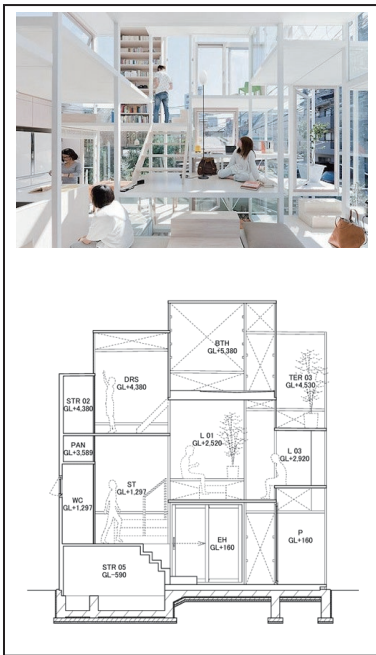 BTH
GL+5,380
DRS
GL+4,380
TER 03
GL+4,530
STR 02
GL+4,380
L 01
GL+2,520
PAN
GL+3,589
L 03
GL+2,920
ST
GL+1,297
WC
GL+1,297
EH
GL+160
P
GL+160
STR 05
GL-590